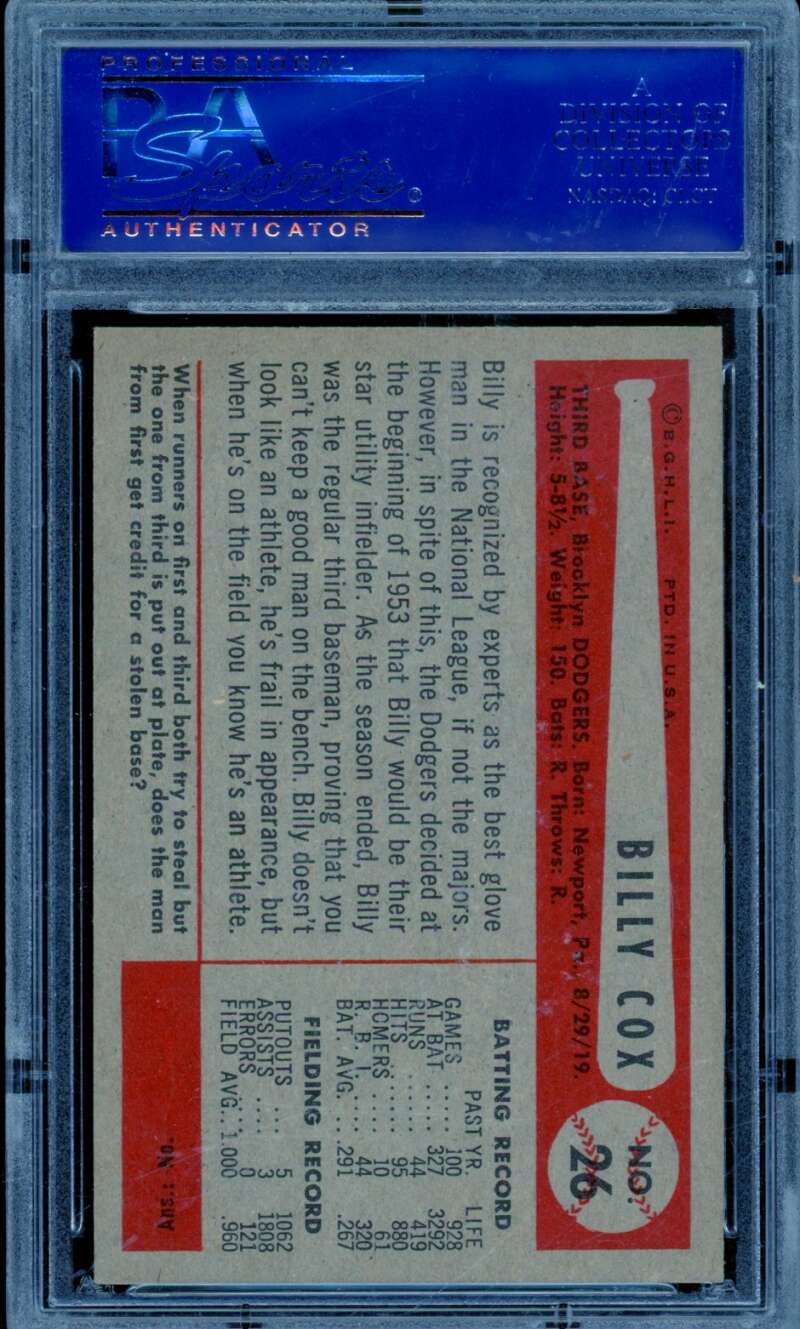 PROFESSIONAL
PSA
Sports®
AUTHENTICATOR
A
DIVISION OF
COLLECTORS
UNIVERSE
NASDAQ: CLCT
© E.G.H.L.I. PTD. IN U.S.A.
BILLY COX
NO.
26
THIRD BASE, Brooklyn DODGERS. Born: Newport, Pa., 8/29/19.
Height: 5-8½. Weight: 150. Bats: R. Throws: R.
Billy is recognized by experts as the best glove
man in the National League, if not the majors.
However, in spite of this, the Dodgers decided at
the beginning of 1953 that Billy would be their
star utility infielder. As the season ended, Billy
was the regular third baseman, proving that you
can't keep a good man on the bench. Billy doesn't
look like an athlete, he's frail in appearance, but
when he's on the field you know he's an athlete.
BATTING RECORD
PAST YR. LIFE
GAMES ..... 100 928
AT BAT ..... 327 3292
RUNS ...... 44 419
HITS ...... 95 880
HOMERS .... 10 61
R. B. I. .... 44 320
BAT. AVG. .. .291 .267
FIELDING RECORD
PUTOUTS ... 5 1062
ASSISTS .... 3 1808
ERRORS .... 0 121
FIELD AVG.. 1.000 .960
When runners on first and third both try to steal but
the one from third is put out at plate, does the man
from first get credit for a stolen base?
Ans.: No.